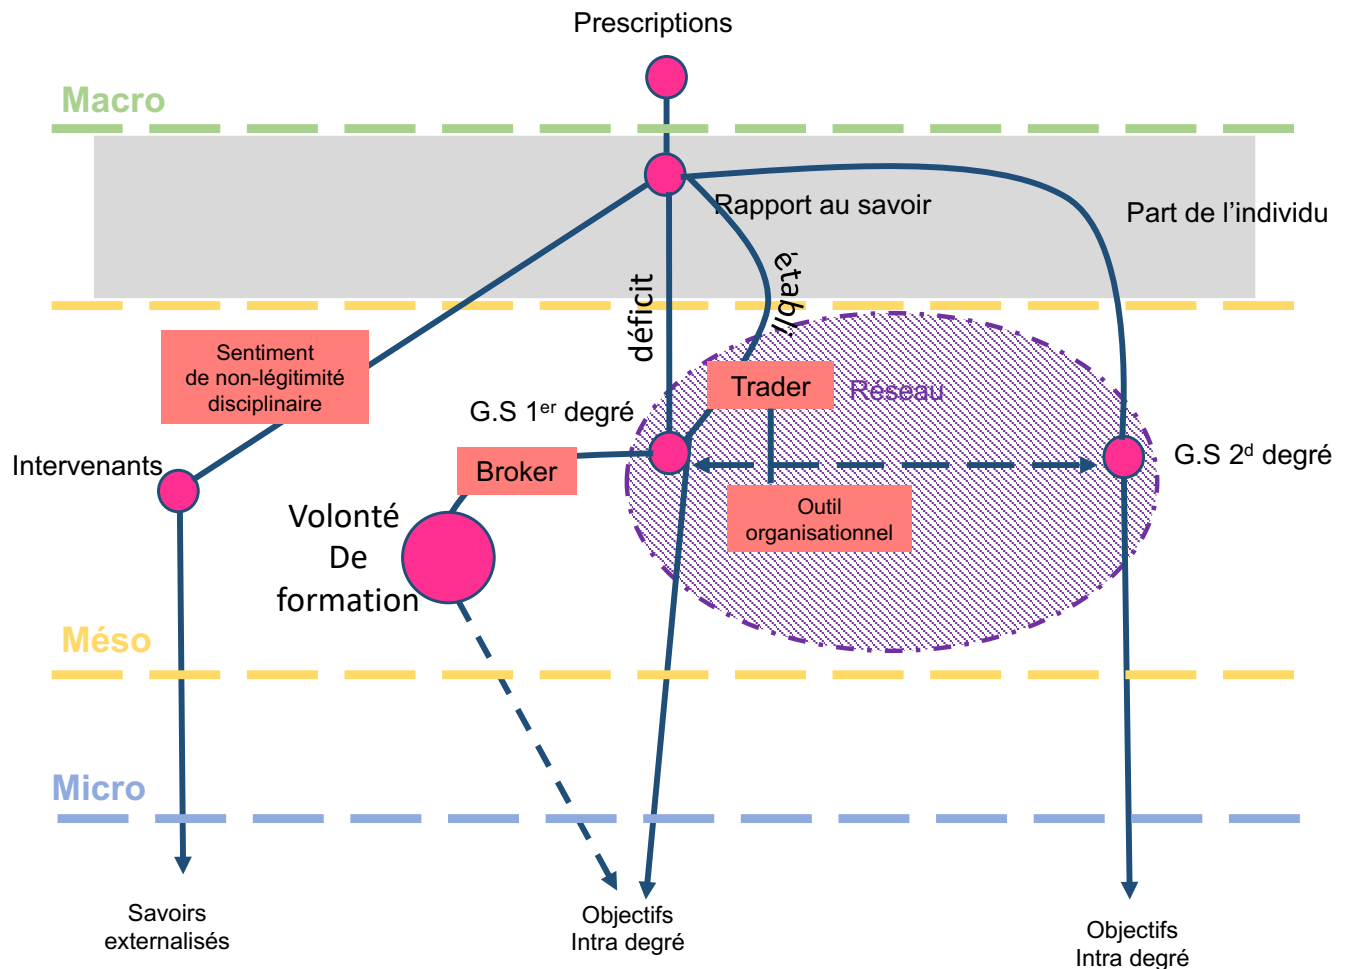 Prescriptions
Macro
Rapport au savoir
Part de l’individu
déficit
établi
Sentiment
de non-légitimité
disciplinaire
Trader
Réseau
G.S 1er degré
Intervenants
Broker
G.S 2d degré
Outil
organisationnel
Volonté
De
formation
Méso
Micro
Savoirs
externalisés
Objectifs
Intra degré
Objectifs
Intra degré